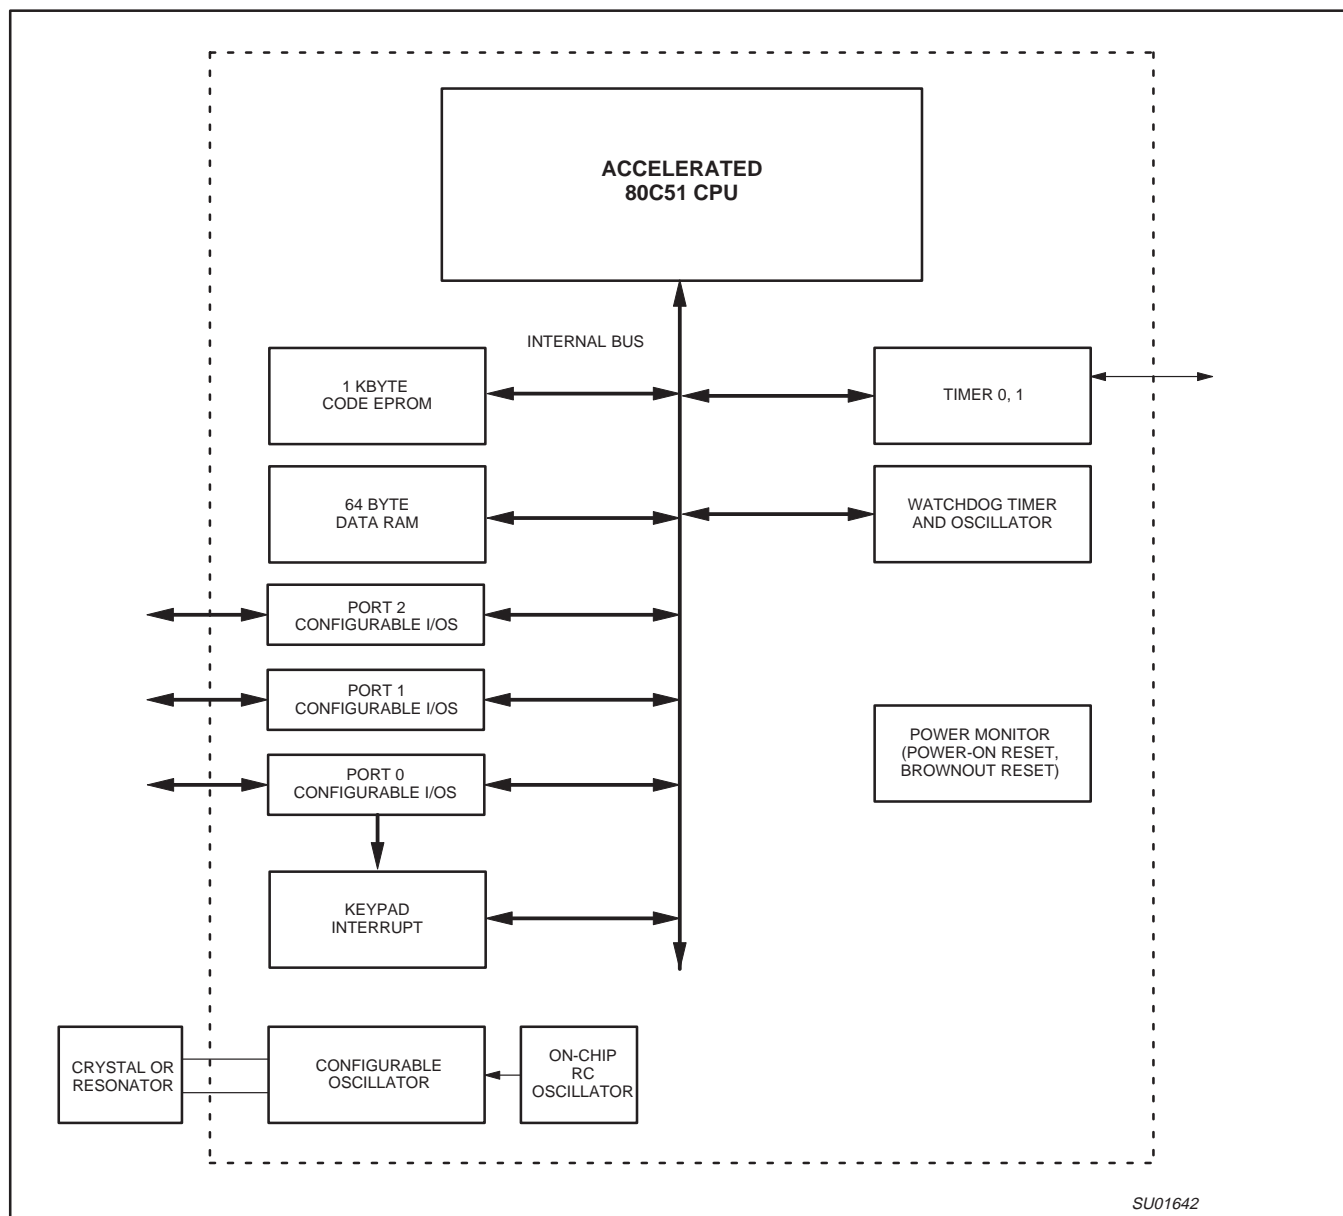 ACCELERATED
80C51 CPU
INTERNAL BUS
1 KBYTE
CODE EPROM
TIMER 0, 1
64 BYTE
DATA RAM
WATCHDOG TIMER
AND OSCILLATOR
PORT 2
CONFIGURABLE I/OS
PORT 1
CONFIGURABLE I/OS
POWER MONITOR
(POWER-ON RESET,
BROWNOUT RESET)
PORT 0
CONFIGURABLE I/OS
KEYPAD
INTERRUPT
CRYSTAL OR
RESONATOR
CONFIGURABLE
OSCILLATOR
ON-CHIP
RC
OSCILLATOR
SU01642